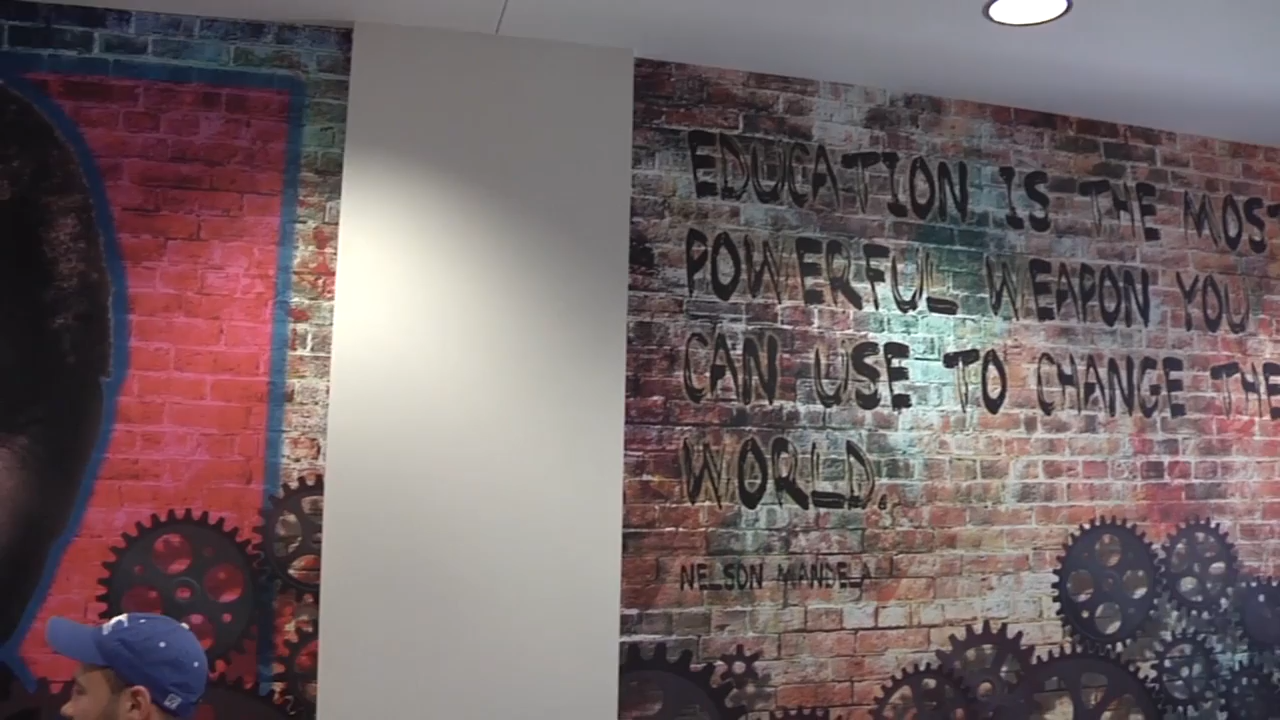 EDUCATION IS THE MOST
POWERFUL WEAPON YOU
CAN USE TO CHANGE THE
WORLD.
NELSON MANDELA